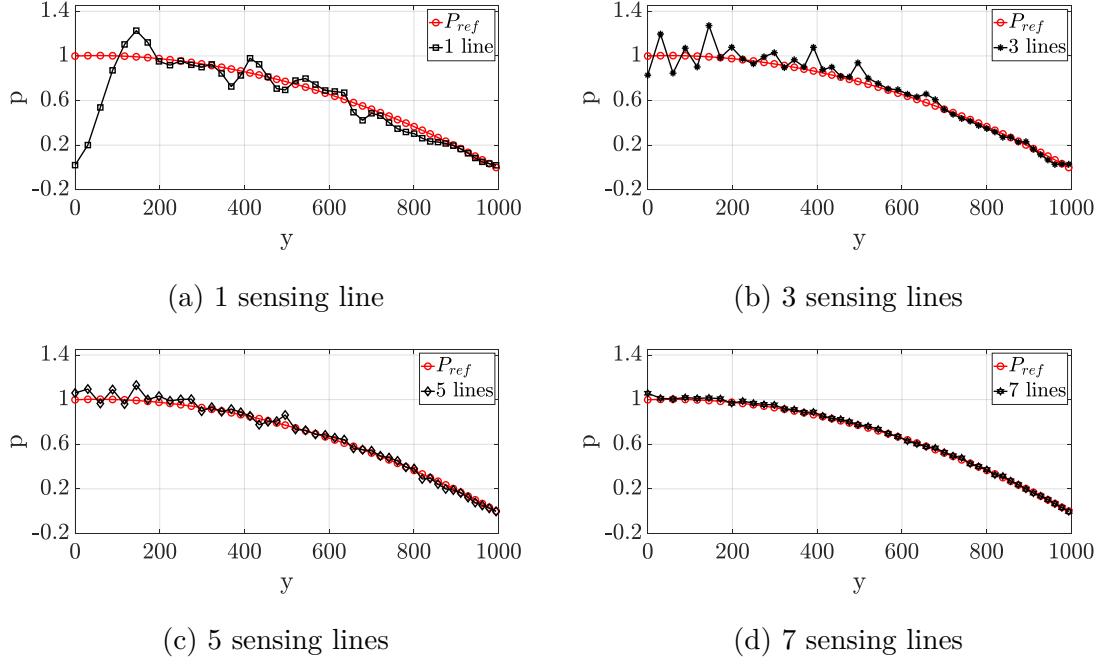 1.4
1
0.6
0.2
-0.2
p
P_ref
1 line
0 200 400 600 800 1000
y
(a) 1 sensing line
1.4
1
0.6
0.2
-0.2
p
P_ref
3 lines
0 200 400 600 800 1000
y
(b) 3 sensing lines
1.4
1
0.6
0.2
-0.2
p
P_ref
5 lines
0 200 400 600 800 1000
y
(c) 5 sensing lines
1.4
1
0.6
0.2
-0.2
p
P_ref
7 lines
0 200 400 600 800 1000
y
(d) 7 sensing lines